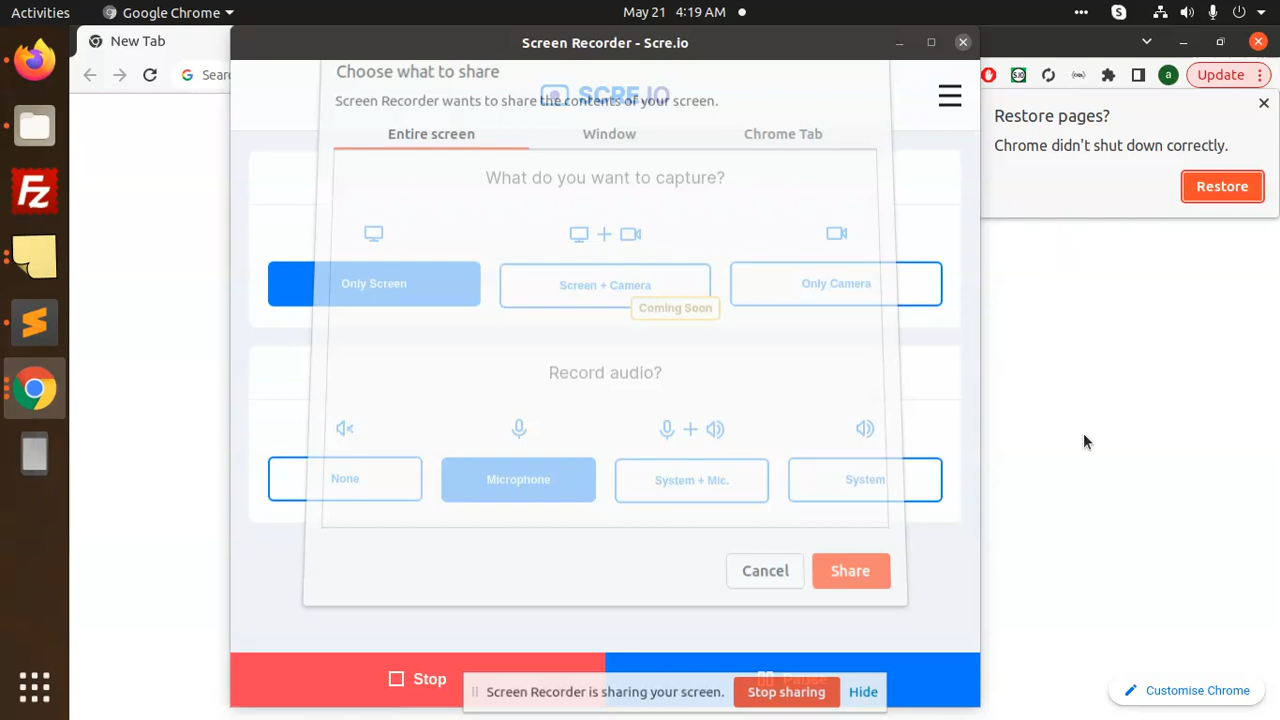 Activities
Google Chrome
May 21 4:19 AM
New Tab
Screen Recorder - Scre.io
Sear
a
Update
Choose what to share
SCRE.IO
Screen Recorder wants to share the contents of your screen.
Entire screen
Window
Chrome Tab
Restore pages?
Chrome didn't shut down correctly.
Restore
What do you want to capture?
Only Screen
Screen + Camera
Only Camera
Coming Soon
Record audio?
None
Microphone
System + Mic.
System
Cancel
Share
Stop
Pause
Screen Recorder is sharing your screen.
Stop sharing
Hide
Customise Chrome